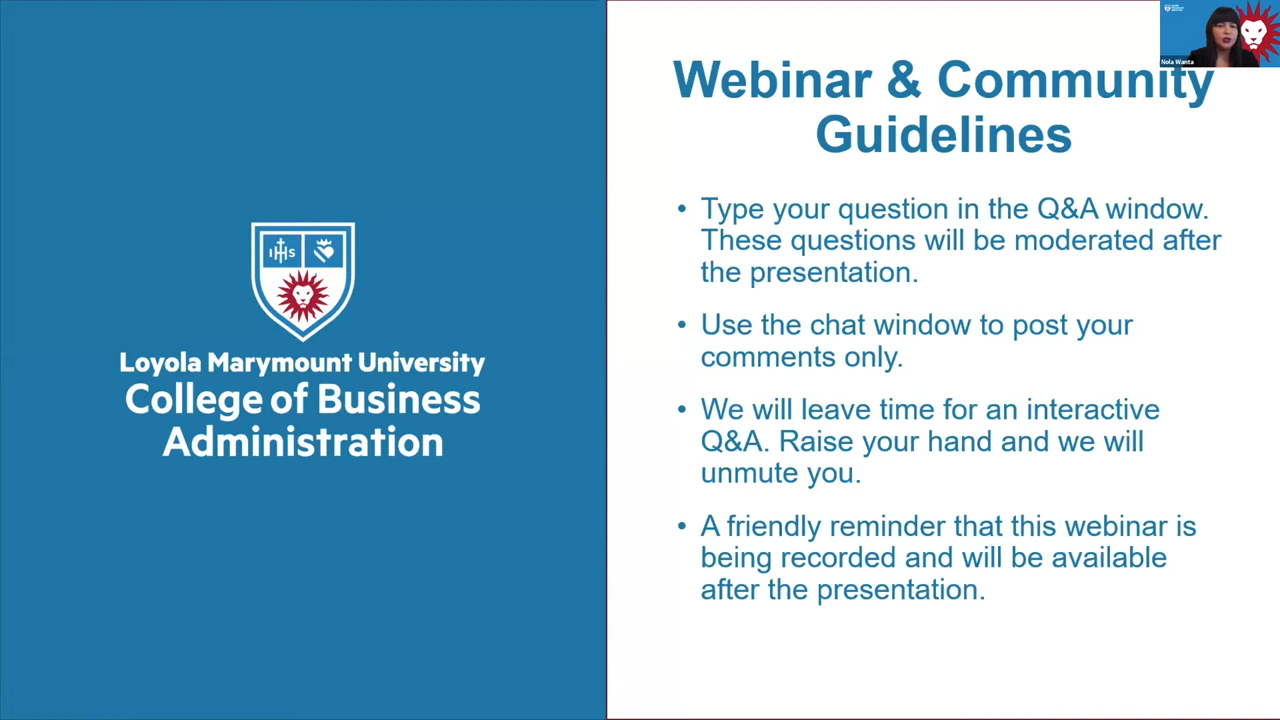 Nola Wanta
Webinar & Community
Guidelines
IHS
Loyola Marymount University
College of Business
Administration
• Type your question in the Q&A window.
These questions will be moderated after
the presentation.
• Use the chat window to post your
comments only.
• We will leave time for an interactive
Q&A. Raise your hand and we will
unmute you.
• A friendly reminder that this webinar is
being recorded and will be available
after the presentation.